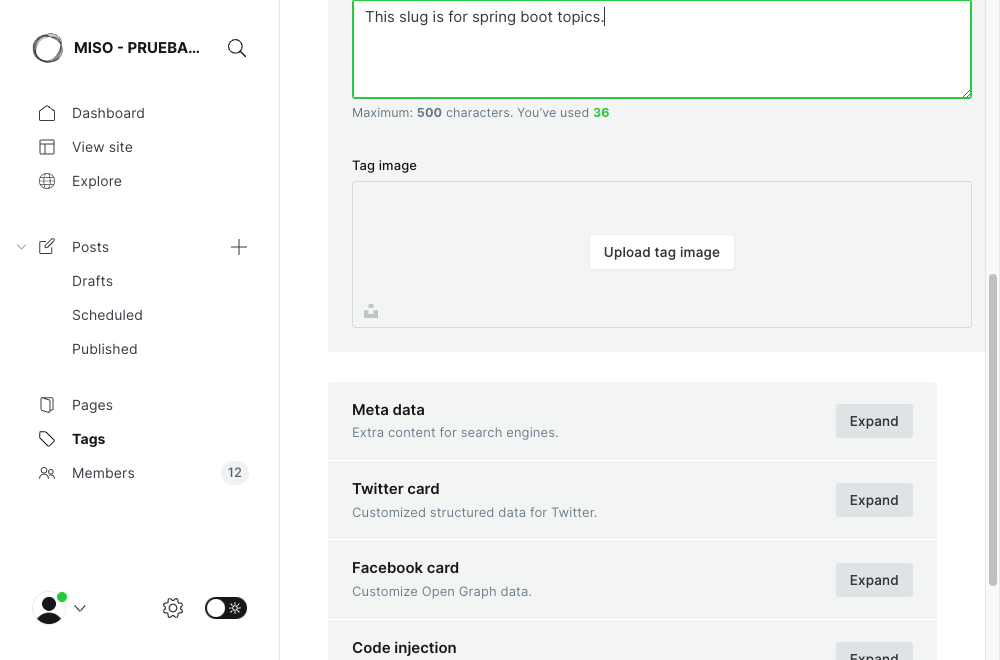 MISO - PRUEBA...
Dashboard
View site
Explore
Posts
Drafts
Scheduled
Published
Pages
Tags
Members
12
This slug is for spring boot topics.
Maximum: 500 characters. You’ve used 36
Tag image
Upload tag image
Meta data
Extra content for search engines.
Expand
Twitter card
Customized structured data for Twitter.
Expand
Facebook card
Customize Open Graph data.
Expand
Code injection
Expand